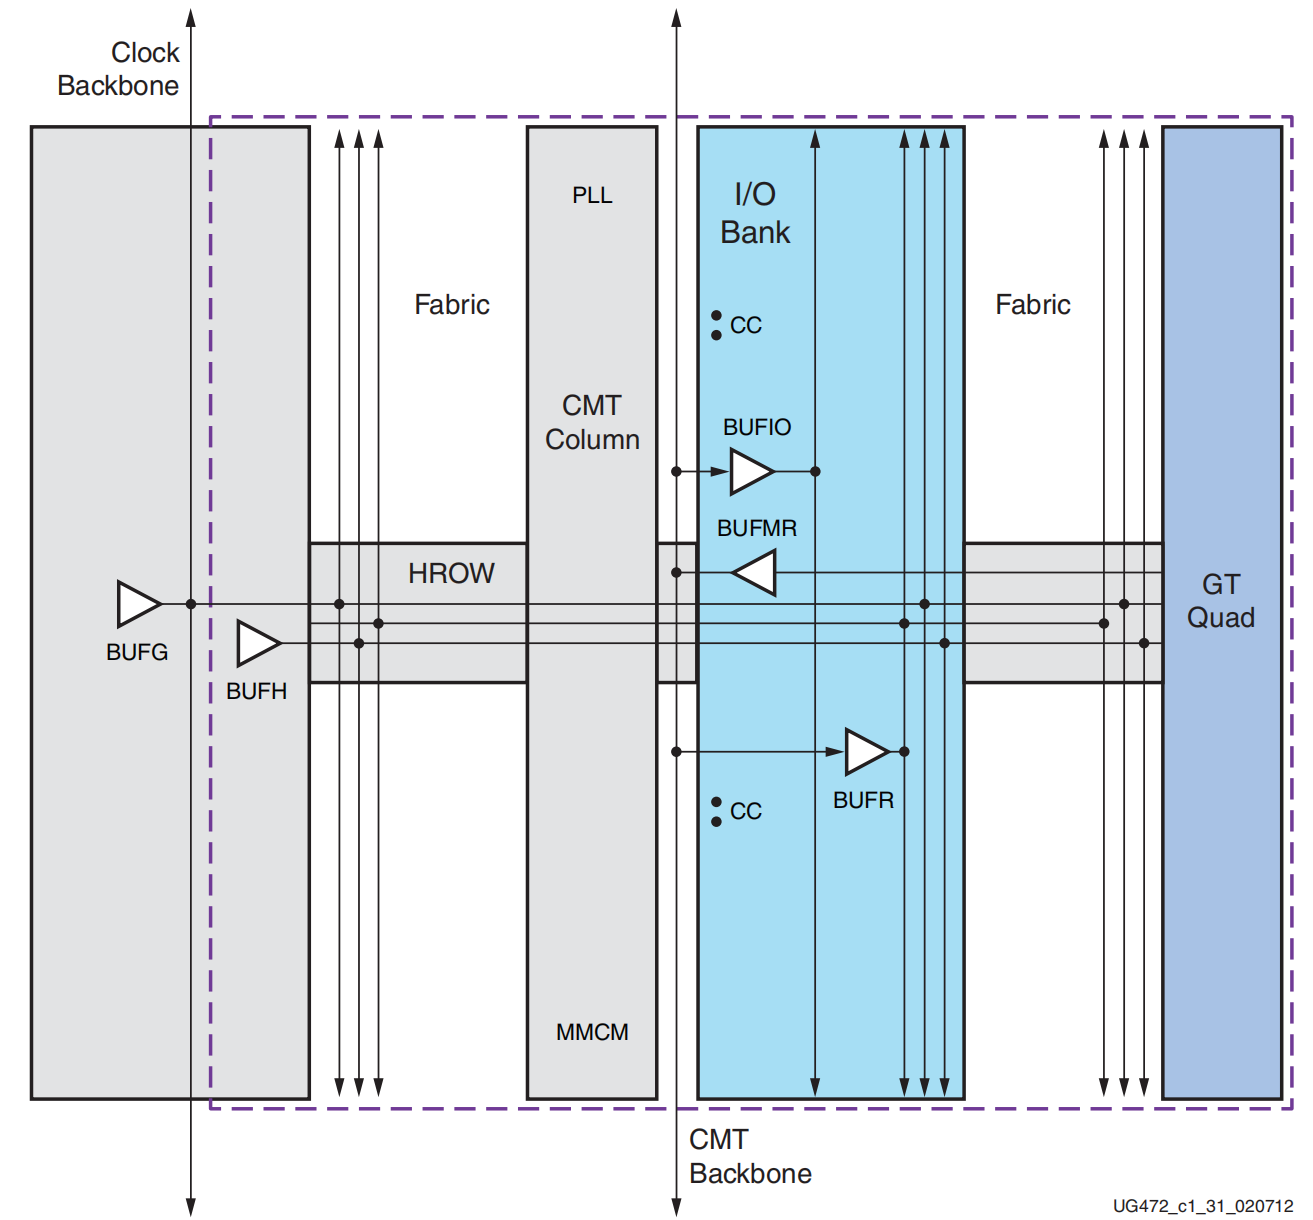 Clock
Backbone
PLL
I/O
Bank
Fabric
Fabric
CC
CMT
Column
BUFIO
BUFMR
HROW
GT
Quad
BUFG
BUFH
BUFR
CC
MMCM
CMT
Backbone
UG472_c1_31_020712